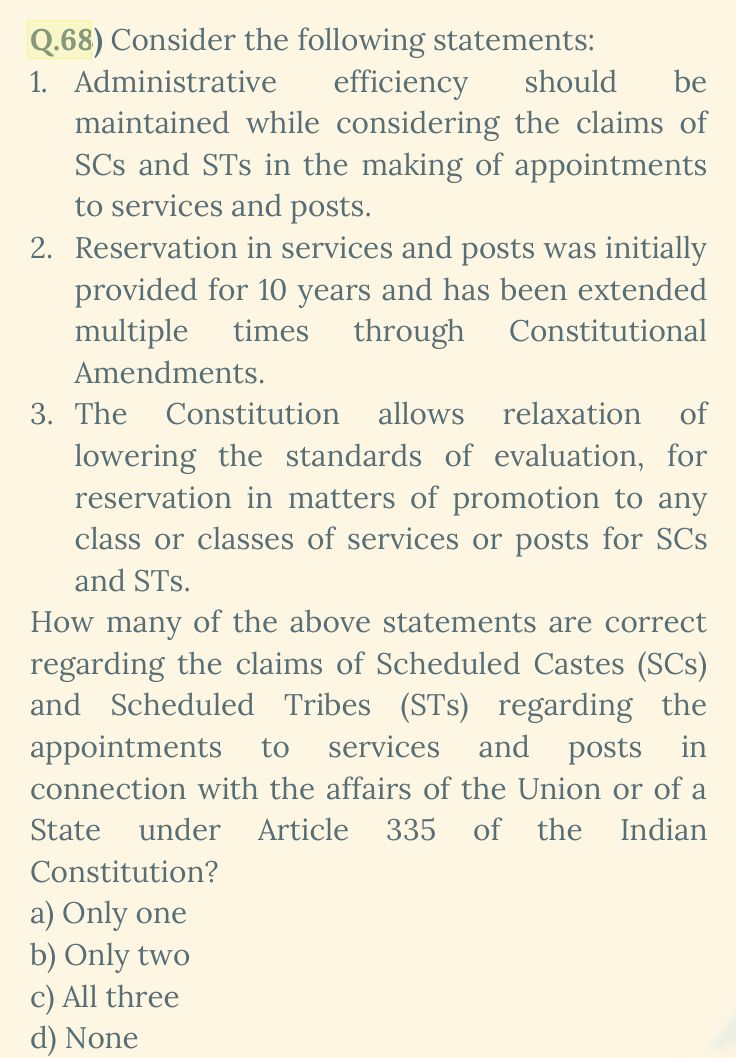 Q.68) Consider the following statements:
1. Administrative efficiency should be
maintained while considering the claims of
SCs and STs in the making of appointments
to services and posts.
2. Reservation in services and posts was initially
provided for 10 years and has been extended
multiple times through Constitutional
Amendments.
3. The Constitution allows relaxation of
lowering the standards of evaluation, for
reservation in matters of promotion to any
class or classes of services or posts for SCs
and STs.
How many of the above statements are correct
regarding the claims of Scheduled Castes (SCs)
and Scheduled Tribes (STs) regarding the
appointments to services and posts in
connection with the affairs of the Union or of a
State under Article 335 of the Indian
Constitution?
a) Only one
b) Only two
c) All three
d) None